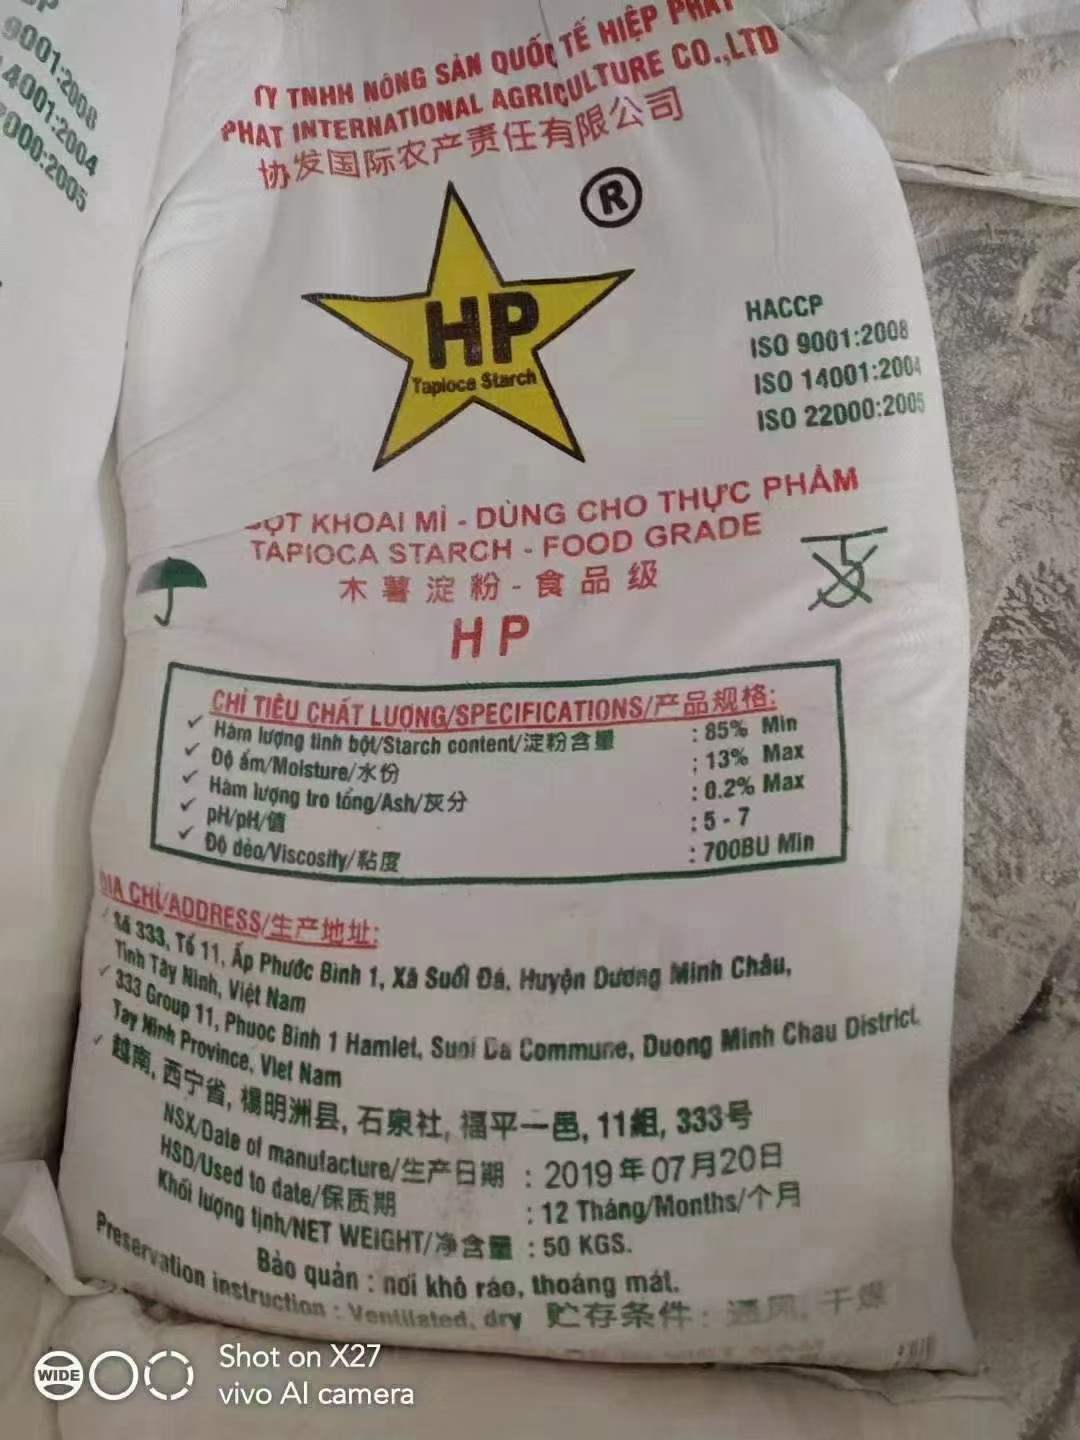 9001:2008
14001:2004
2000:2005
TY TNHH NÔNG SẢN QUỐC TẾ HIỆP PHÁT
PHAT INTERNATIONAL AGRICULTURE CO.,LTD
协发国际农产责任有限公司
®
HP
Tapioca Starch
HACCP
ISO 9001:2008
ISO 14001:2004
ISO 22000:2005
BỘT KHOAI MÌ - DÙNG CHO THỰC PHẨM
TAPIOCA STARCH - FOOD GRADE
木薯淀粉-食品级
HP
CHỈ TIÊU CHẤT LƯỢNG/SPECIFICATIONS/产品规格:
✓ Hàm lượng tinh bột/Starch content/淀粉含量 : 85% Min
✓ Độ ẩm/Moisture/水份 : 13% Max
✓ Hàm lượng tro tổng/Ash/灰分 : 0.2% Max
✓ pH/pH/值 : 5 - 7
✓ Độ dẻo/Viscosity/粘度 : 700BU Min
ĐỊA CHỈ/ADDRESS/生产地址:
✓ Số 333, Tổ 11, Ấp Phước Bình 1, Xã Suối Đá, Huyện Dương Minh Châu,
Tỉnh Tây Ninh, Việt Nam
✓ 333 Group 11, Phuoc Binh 1 Hamlet, Suoi Da Commune, Duong Minh Chau District,
Tay Ninh Province, Viet Nam
✓ 越南, 西宁省, 楊明洲县, 石泉社, 福平一邑, 11組, 333号
NSX/Date of manufacture/生产日期 : 2019年07月20日
HSD/Used to date/保质期 : 12 Tháng/Months/个月
Khối lượng tịnh/NET WEIGHT/净含量 : 50 KGS.
Bảo quản : nơi khô ráo, thoáng mát.
Preservation instruction : Ventilated, dry 贮存条件: 通风, 干燥
WIDE
Shot on X27
vivo AI camera